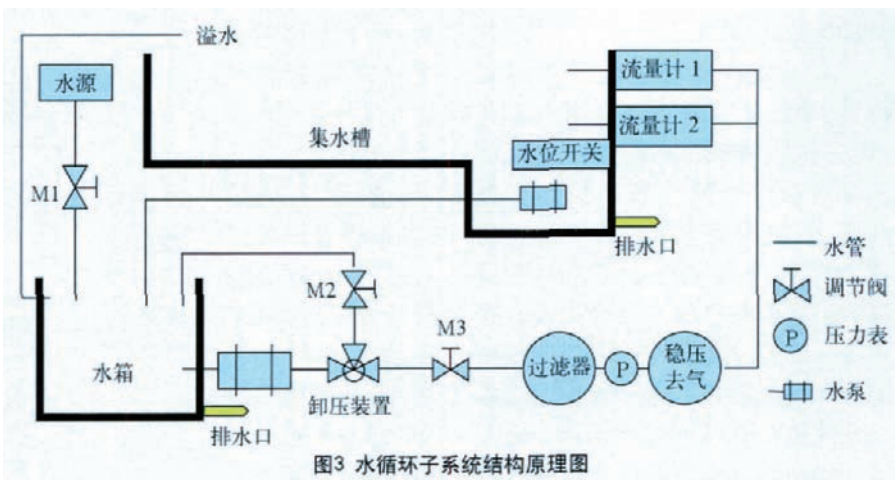 溢水
水源
流量计 1
流量计 2
集水槽
水位开关
M1
排水口
水管
M2
调节阀
M3
P
压力表
水箱
过滤器
P
稳压
去气
卸压装置
水泵
排水口
图3 水循环子系统结构原理图